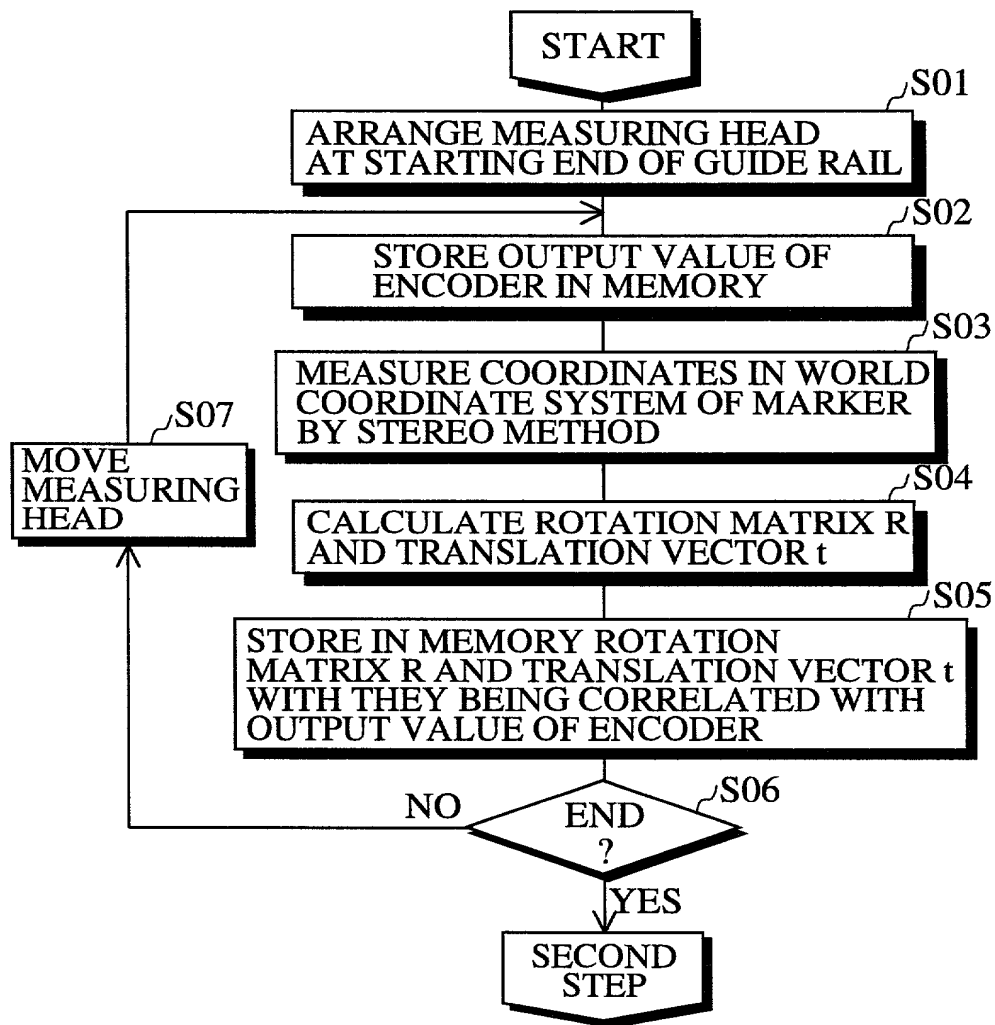 START
S01
ARRANGE MEASURING HEAD
AT STARTING END OF GUIDE RAIL
S02
STORE OUTPUT VALUE OF
ENCODER IN MEMORY
S03
MEASURE COORDINATES IN WORLD
COORDINATE SYSTEM OF MARKER
BY STEREO METHOD
S07
MOVE
MEASURING
HEAD
S04
CALCULATE ROTATION MATRIX R
AND TRANSLATION VECTOR t
S05
STORE IN MEMORY ROTATION
MATRIX R AND TRANSLATION VECTOR t
WITH THEY BEING CORRELATED WITH
OUTPUT VALUE OF ENCODER
S06
NO
END
?
YES
SECOND
STEP